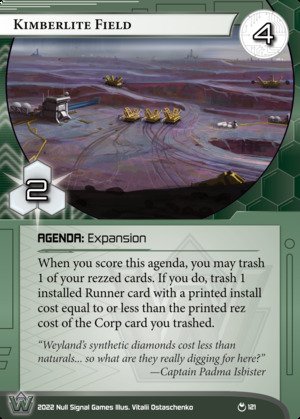 Kimberlite Field
4
2
AGENDA: Expansion
When you score this agenda, you may trash
1 of your rezzed cards. If you do, trash 1
installed Runner card with a printed install
cost equal to or less than the printed rez
cost of the Corp card you trashed.
“Weyland’s synthetic diamonds cost less than
naturals... so what are they really digging for here?”
—Captain Padma Isbister
2022 Null Signal Games Illus. Vitalii Ostaschenko
121